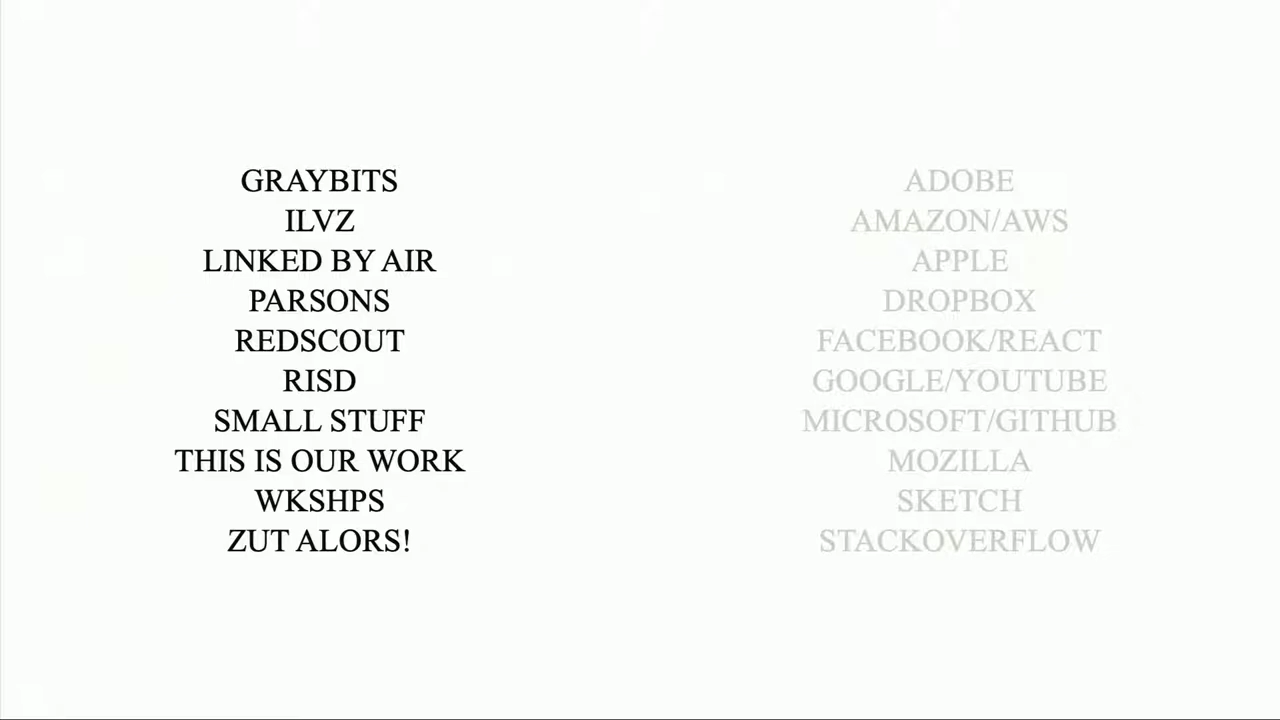 GRAYBITS
ILVZ
LINKED BY AIR
PARSONS
REDSCOUT
RISD
SMALL STUFF
THIS IS OUR WORK
WKSHPS
ZUT ALORS!
ADOBE
AMAZON/AWS
APPLE
DROPBOX
FACEBOOK/REACT
GOOGLE/YOUTUBE
MICROSOFT/GITHUB
MOZILLA
SKETCH
STACKOVERFLOW